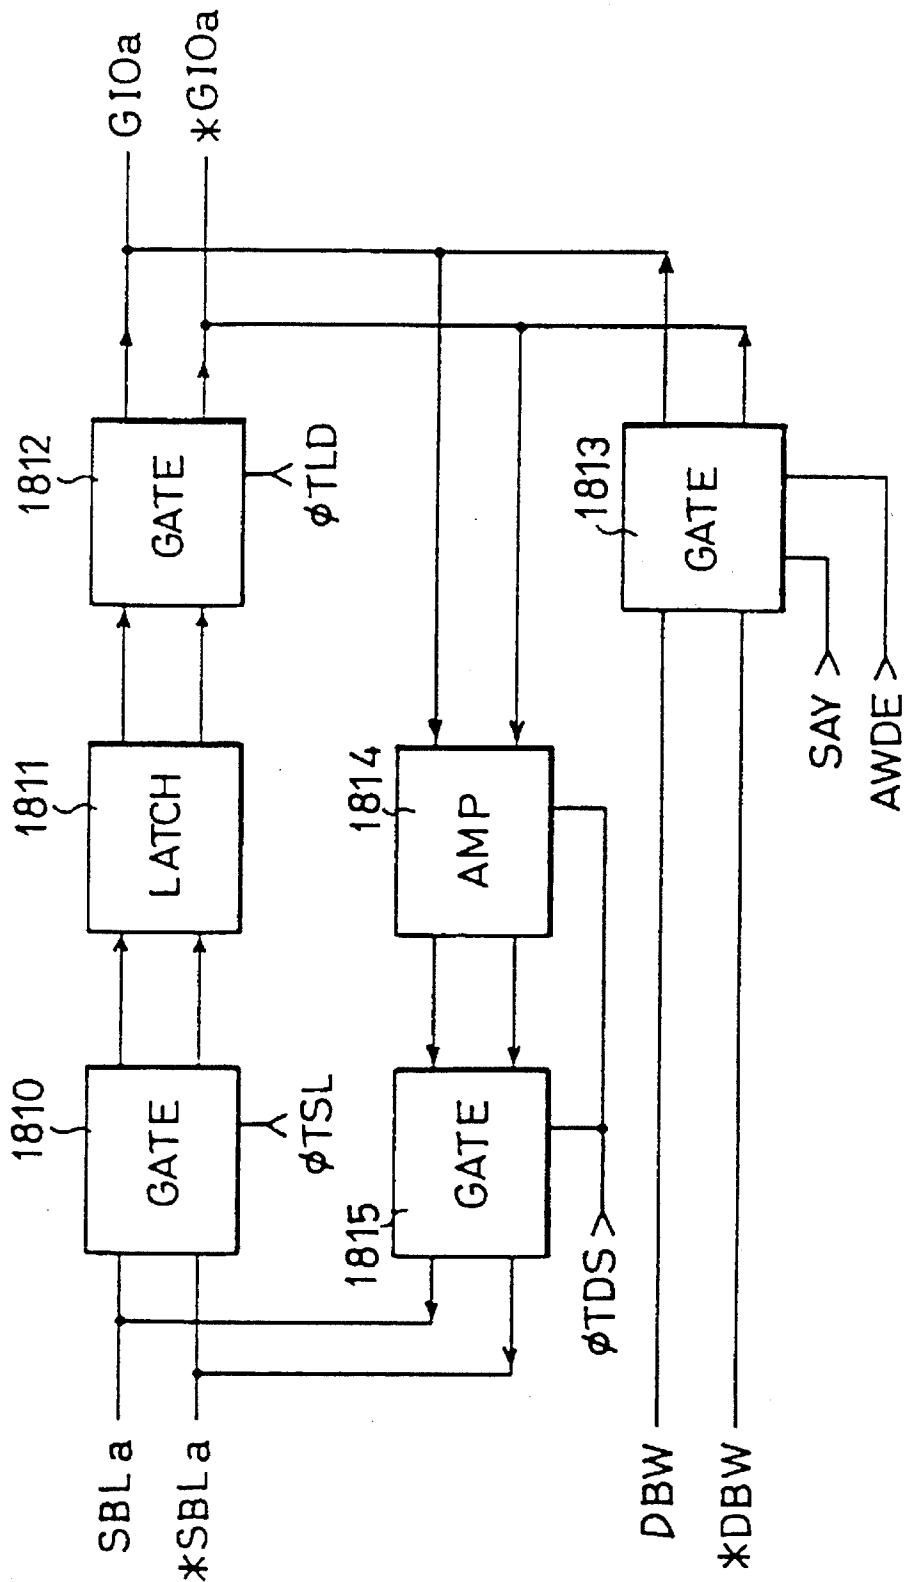 SBLa
*SBLa
1810
GATE
φTSL
1811
LATCH
1812
GATE
φTLD
GIOa
*GIOa
1815
GATE
φTDS
1814
AMP
1813
GATE
SAY
AWDE
DBW
*DBW